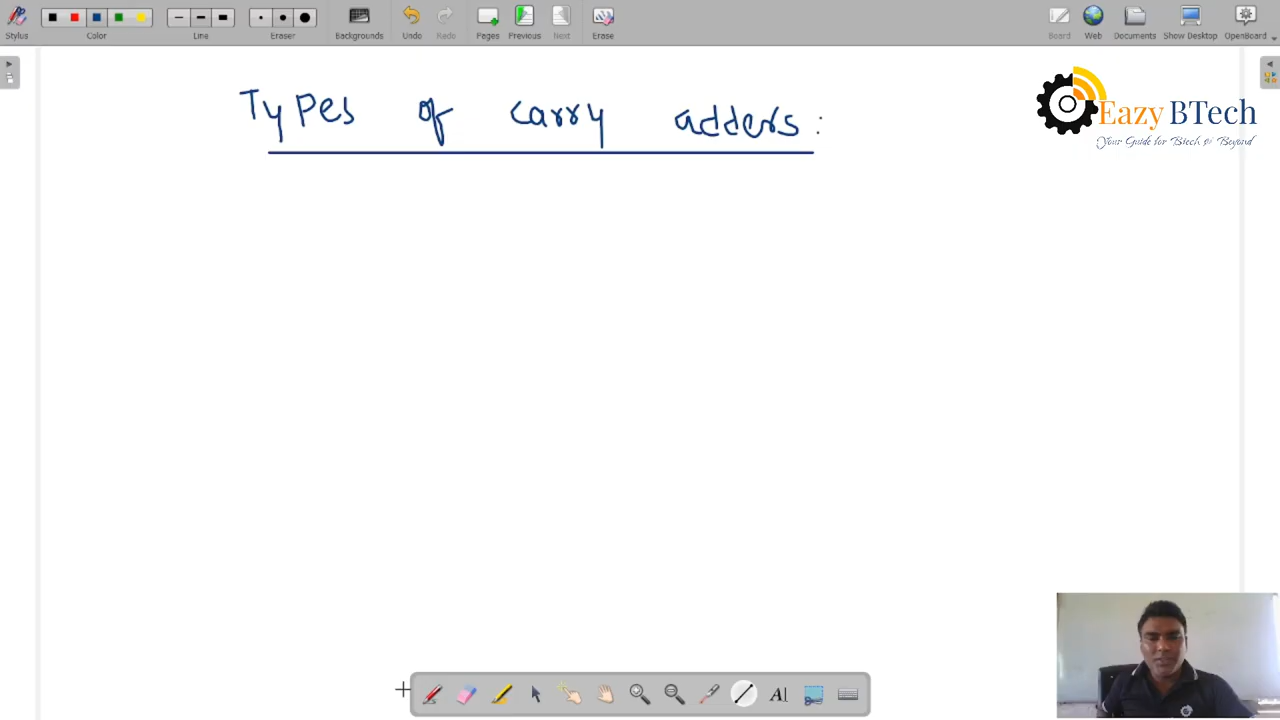 Stylus
Color
Line
Eraser
Backgrounds
Undo
Redo
Pages
Previous
Next
Erase
Board
Web
Documents
Show Desktop
OpenBoard
Types of carry adders :
Eazy BTech
Your Guide for Btech & Beyond
AI